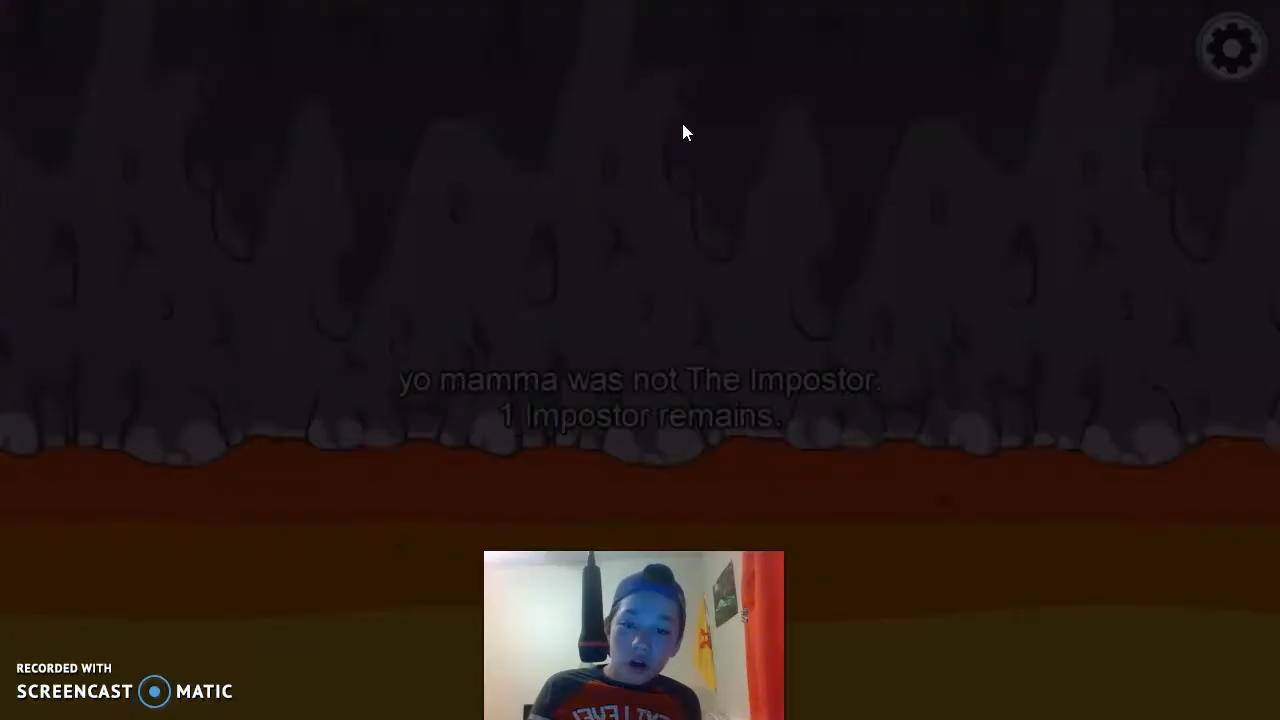 yo mamma was not The Impostor.
1 Impostor remains.
RECORDED WITH
SCREENCAST MATIC